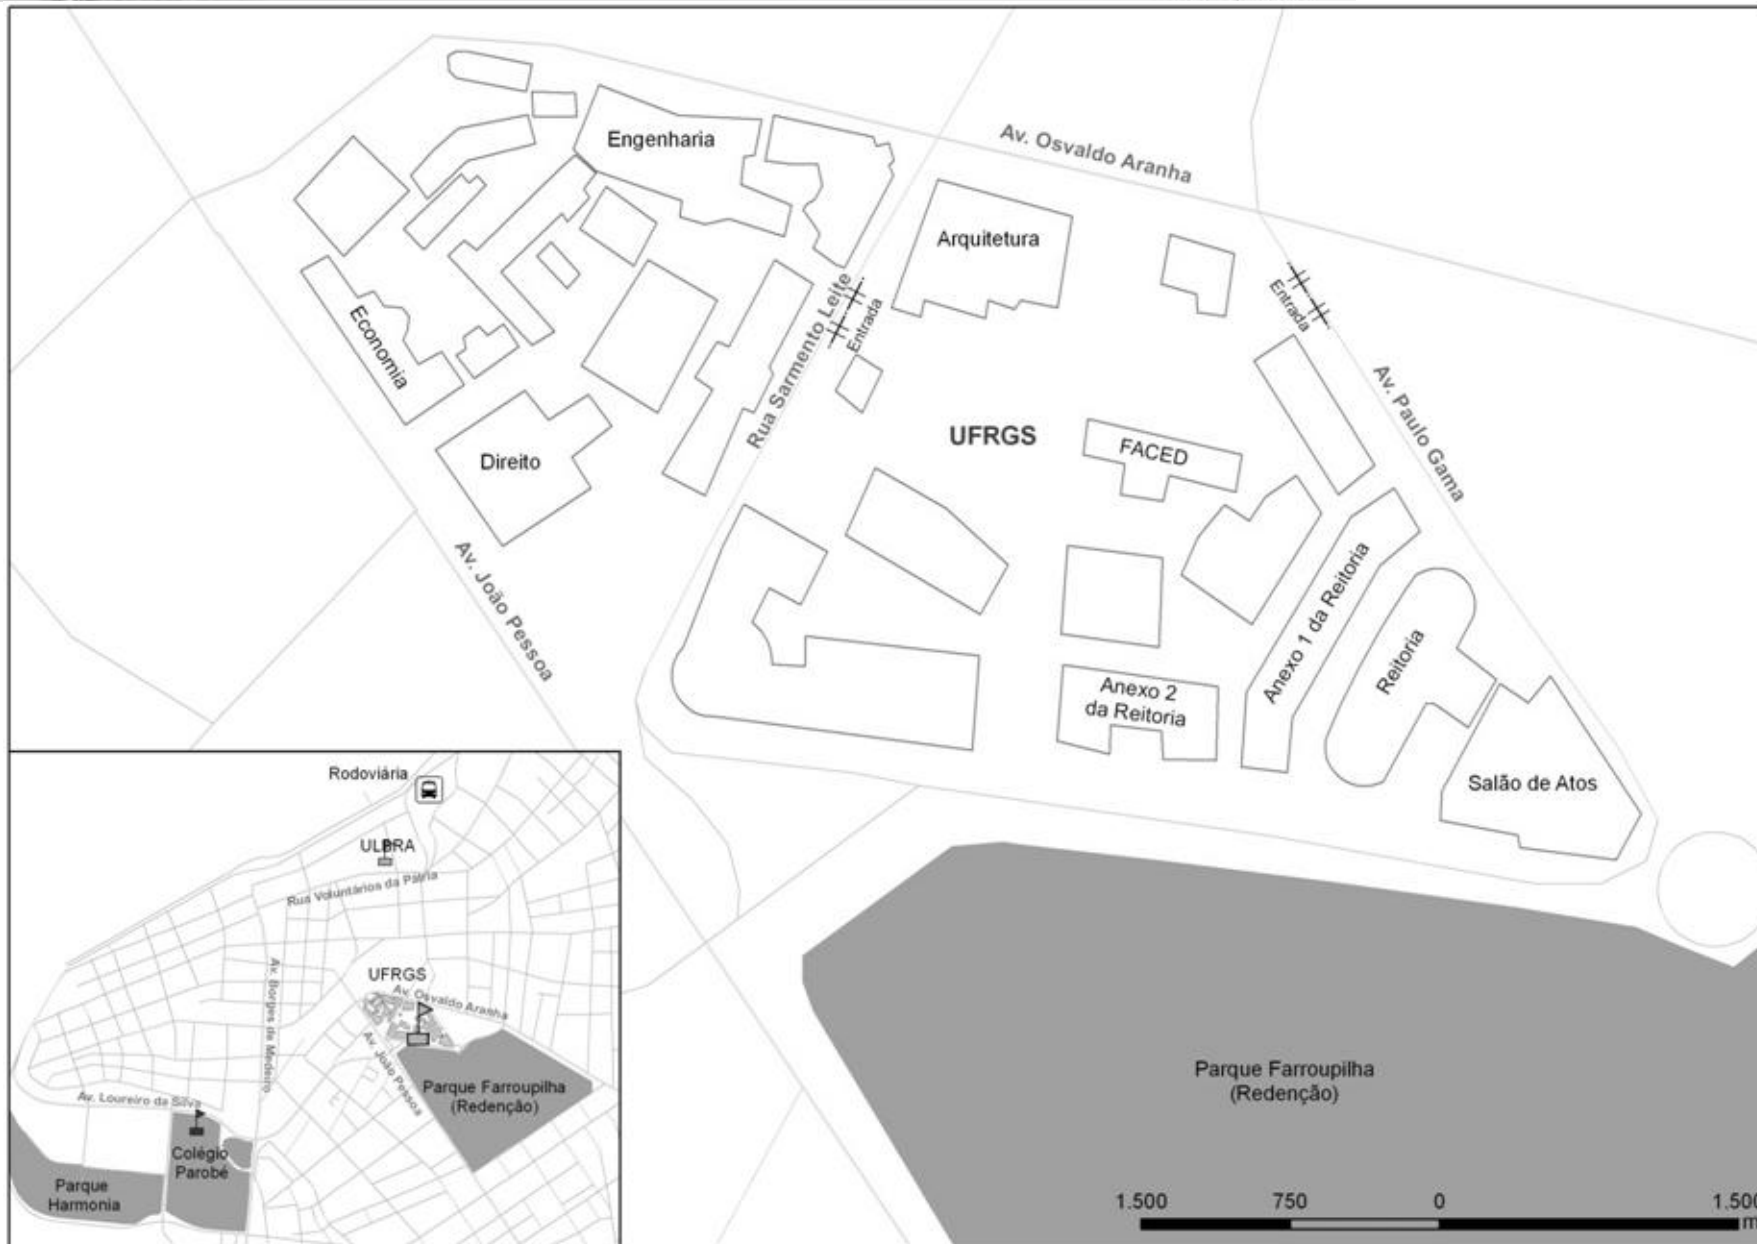 Engenharia
Av. Osvaldo Aranha
Arquitetura
Entrada
Entrada
Economia
Rua Sarmento Leite
Av. Paulo Gama
UFRGS
FACED
Direito
Av. João Pessoa
Anexo 1 da Reitoria
Reitoria
Anexo 2
da Reitoria
Salão de Atos
Rodoviária
ULBRA
Rua Voluntários da Pátria
Av. Borges de Medeiro
UFRGS
Av. Osvaldo Aranha
Av. João Pessoa
Parque Farroupilha
(Redenção)
Av. Loureiro da Silva
Colégio
Parobé
Parque
Harmonia
Parque Farroupilha
(Redenção)
1.500
750
0
1.500
m